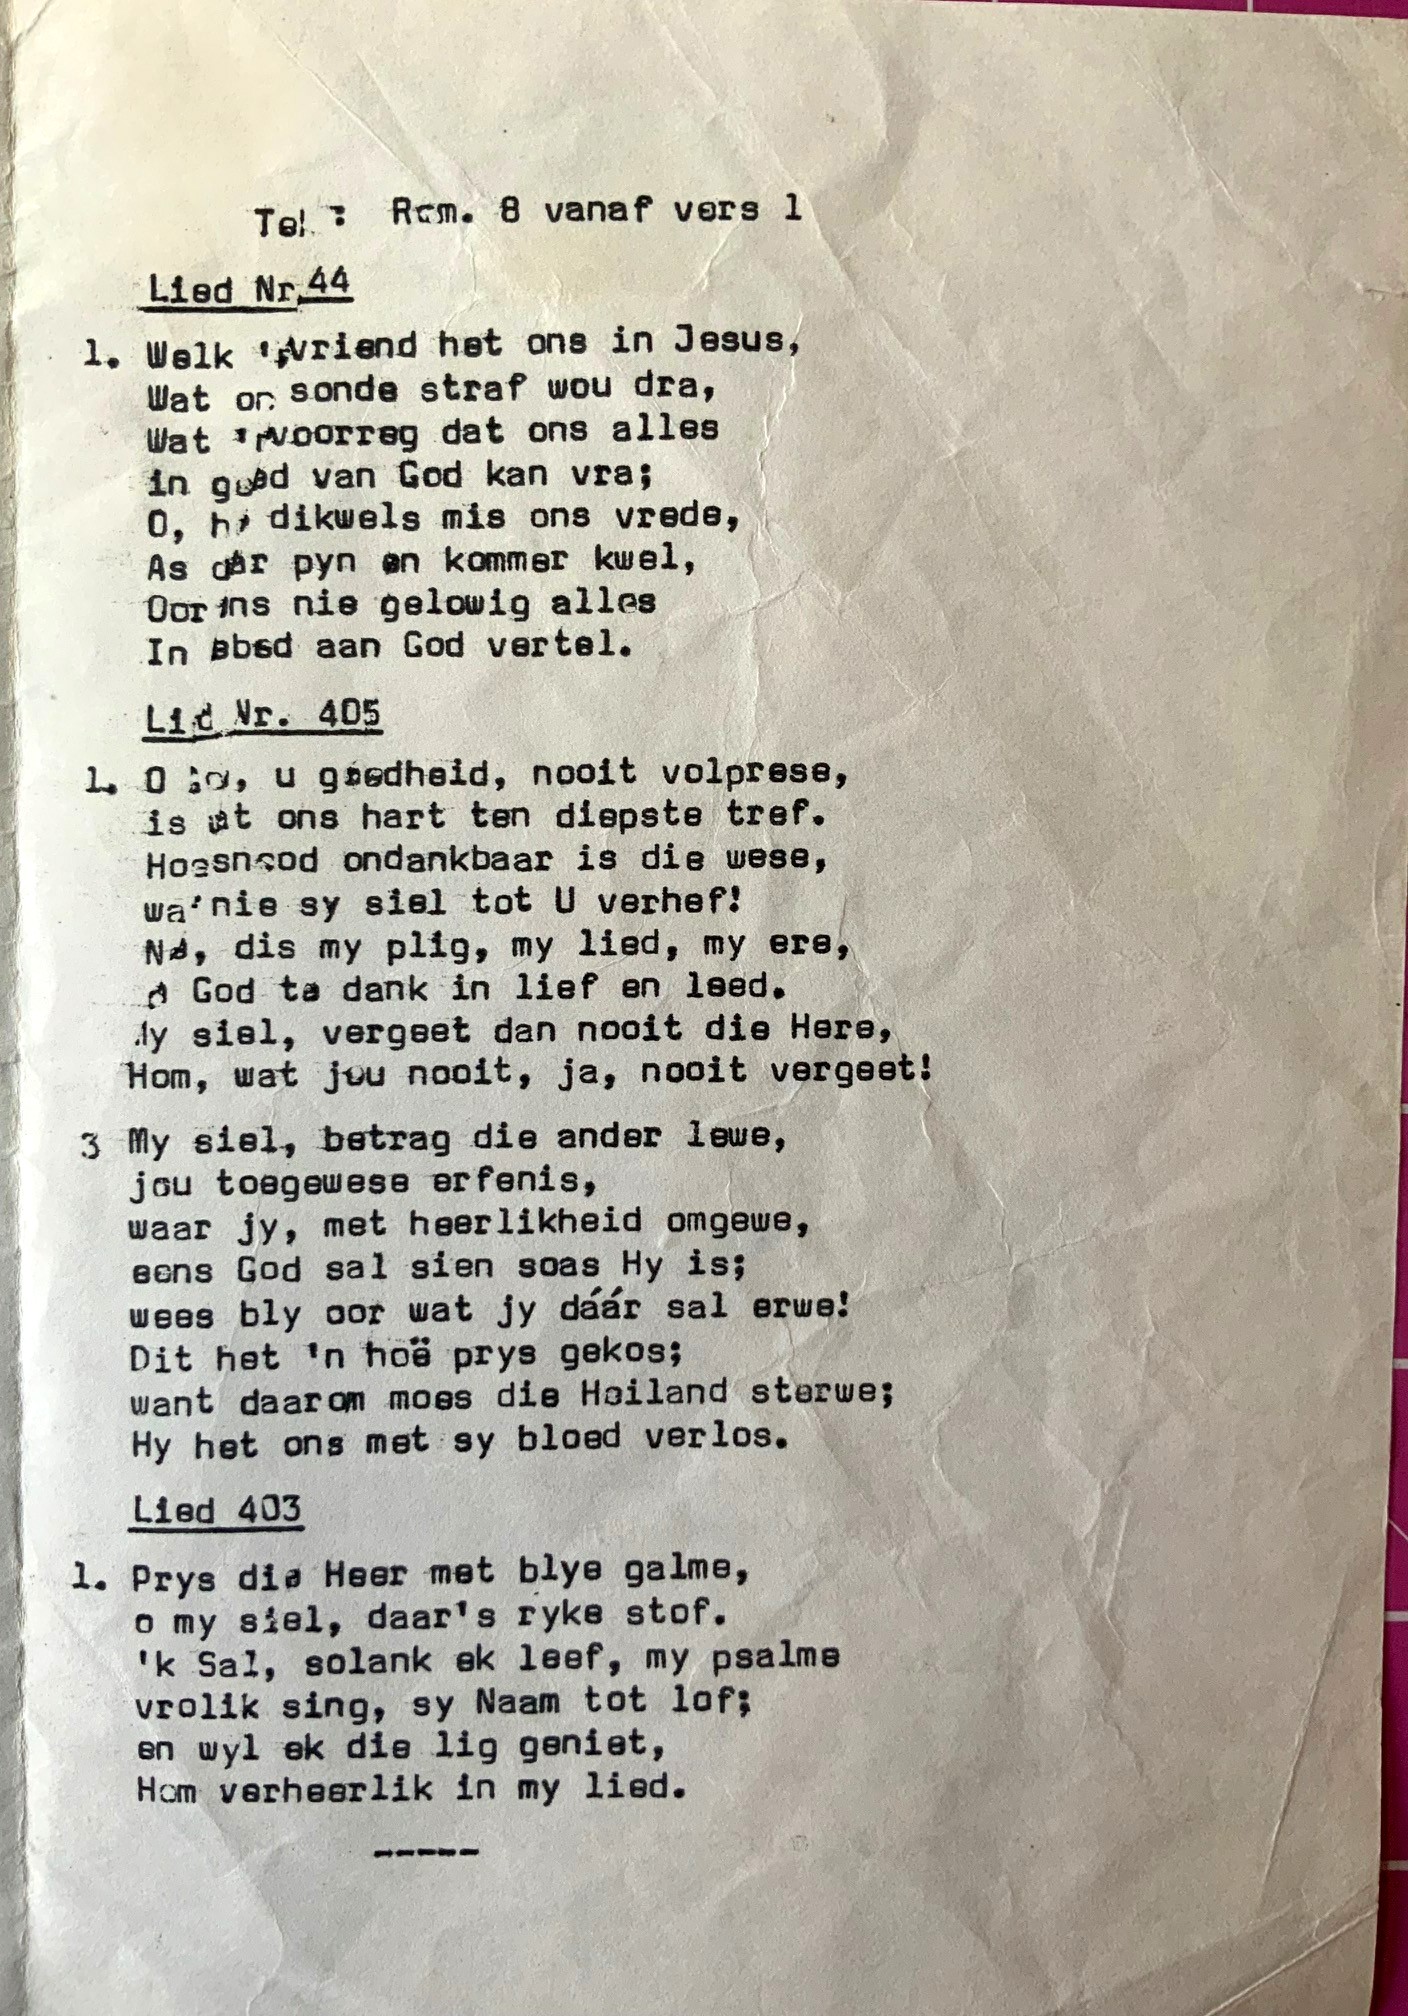 Rom. 8 vanaf vers 1
Lied Nr. 44
1. Welk 'n vriend het ons in Jesus,
Wat ons sonde straf wou dra,
Wat 'n voorreg dat ons alles
in gebed van God kan vra;
O, hoe dikwels mis ons vrede,
As daar pyn en kommer kwel,
Oor ons nie gelowig alles
In gebed aan God vertel.
Lied Nr. 405
1. O u goedheid, nooit volprese,
is wat ons hart ten diepste tref.
Hoe snood ondankbaar is die wese,
wat nie sy siel tot U verhef!
Nee, dis my plig, my lied, my ere,
God te dank in lief en leed.
My siel, vergeet dan nooit die Here,
Hom, wat jou nooit, ja, nooit vergeet!
3 My siel, betrag die ander lewe,
jou toegewese erfenis,
waar jy, met heerlikheid omgewe,
eens God sal sien soas Hy is;
wees bly oor wat jy dáár sal erwe!
Dit het 'n hoë prys gekos;
want daarom moes die Heiland sterwe;
Hy het ons met sy bloed verlos.
Lied 403
1. Prys die Heer met blye galme,
o my siel, daar's ryke stof.
'k Sal, solank ek leef, my psalme
vrolik sing, sy Naam tot lof;
en wyl ek die lig geniet,
Hom verheerlik in my lied.
-----